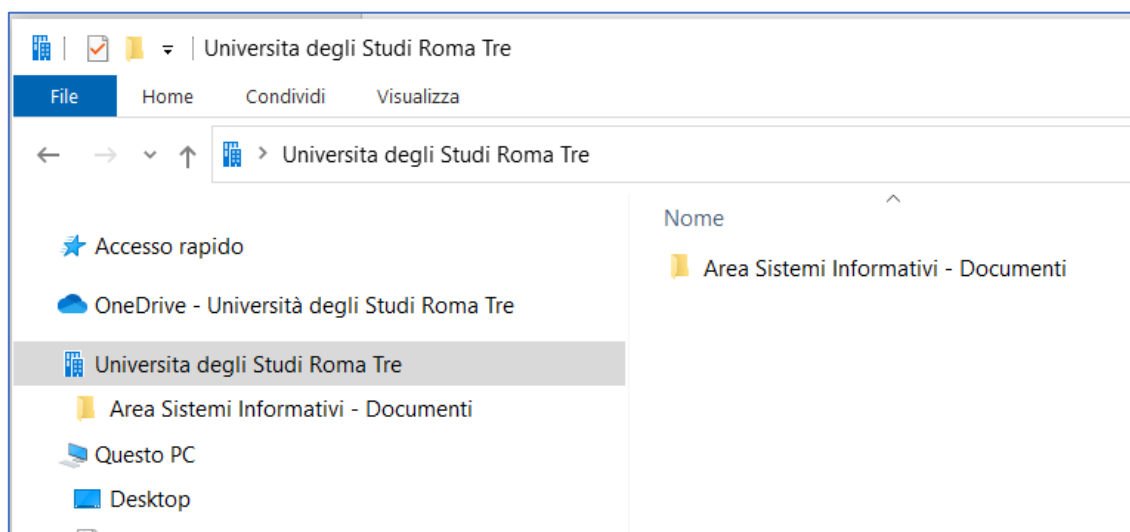 Universita degli Studi Roma Tre
File Home Condividi Visualizza
Universita degli Studi Roma Tre
Nome
Accesso rapido
Area Sistemi Informativi - Documenti
OneDrive - Università degli Studi Roma Tre
Universita degli Studi Roma Tre
Area Sistemi Informativi - Documenti
Questo PC
Desktop